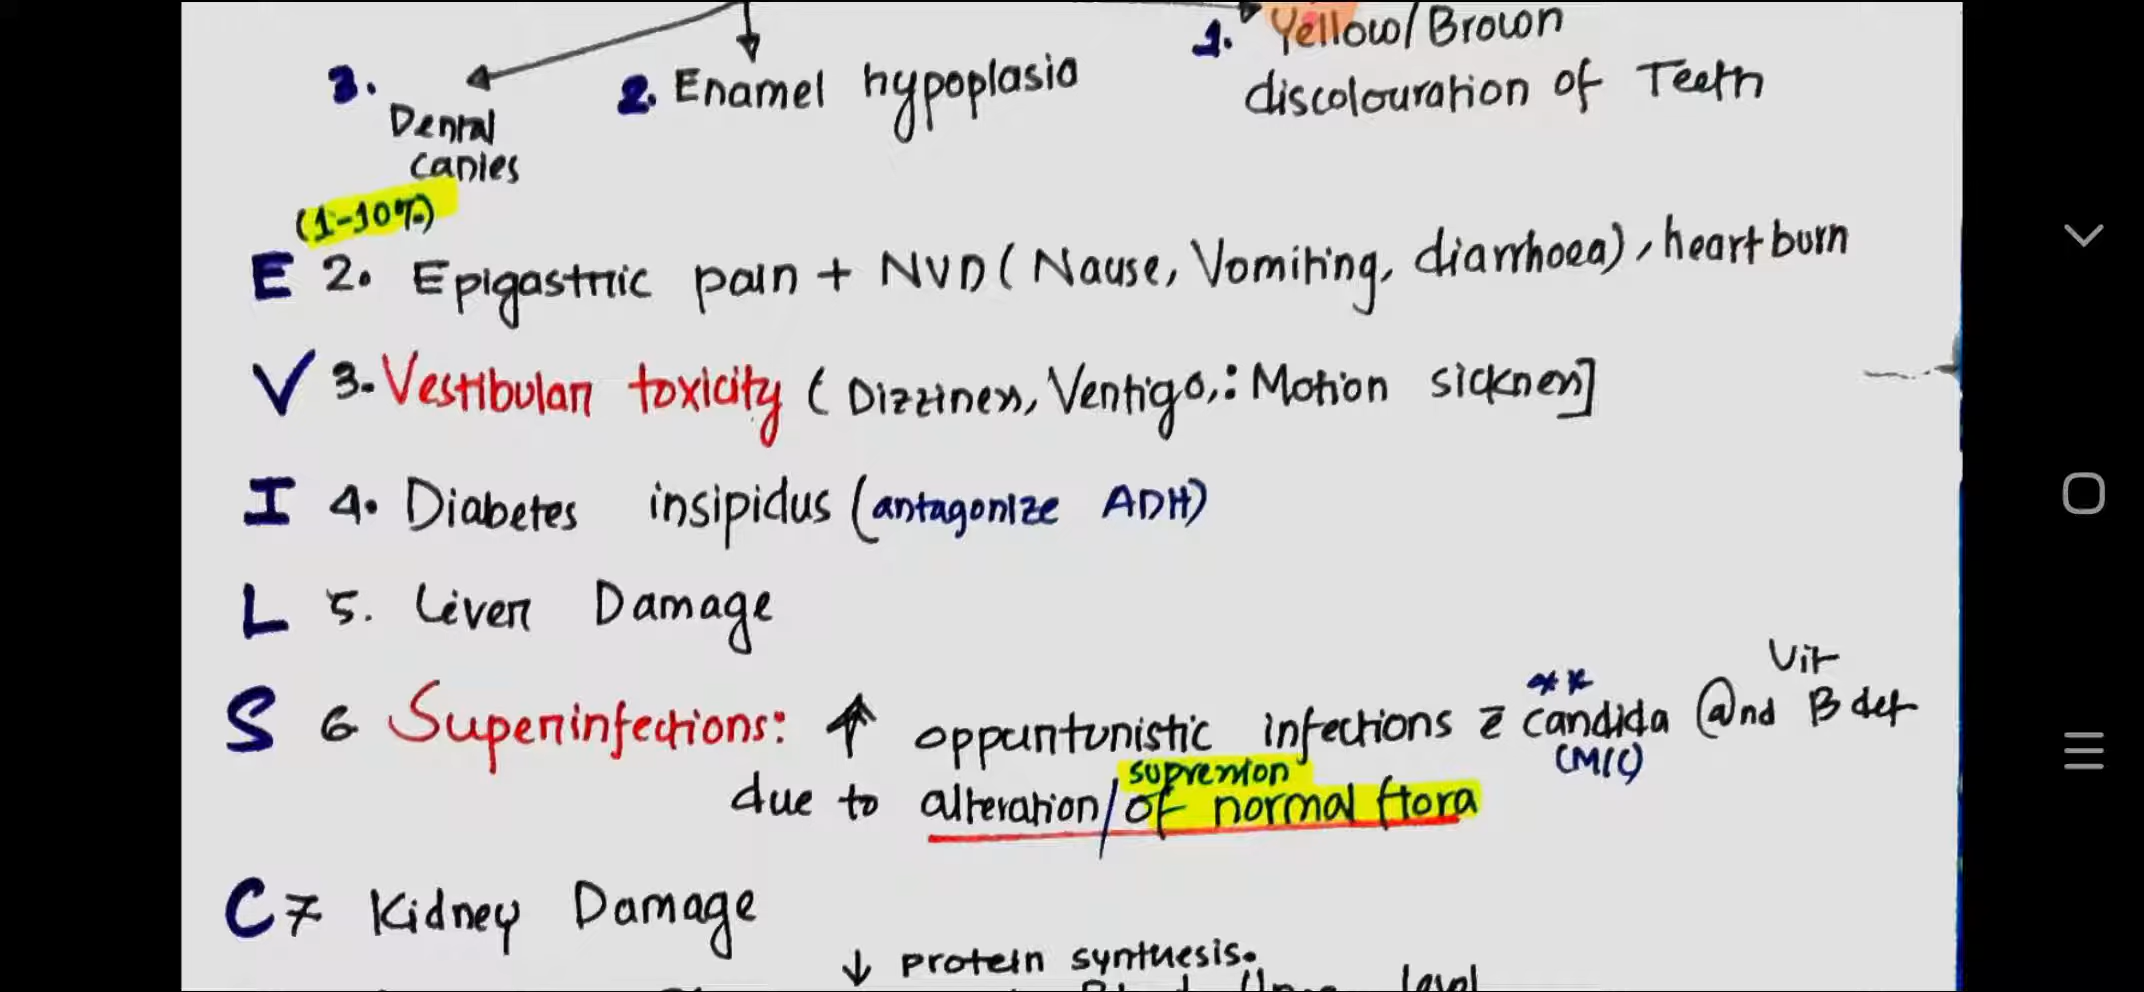 1. Yellow/Brown
discolouration of Teeth
2. Enamel hypoplasia
3.
Dental
caries
(1-10%)
E 2. Epigastric pain + NVD (Nause, Vomiting, diarrhoea), heart burn
V 3. Vestibular toxicity ( Dizziness, Vertigo,: Motion sickness]
I 4. Diabetes insipidus (antagonize ADH)
L 5. Liver Damage
S 6 Superinfections: ↑ oppurtunistic infections c̄ candida @nd Vit B def
** (M/C)
due to alteration/supression of normal flora
C 7 Kidney Damage
↓ protein synthesis.
level